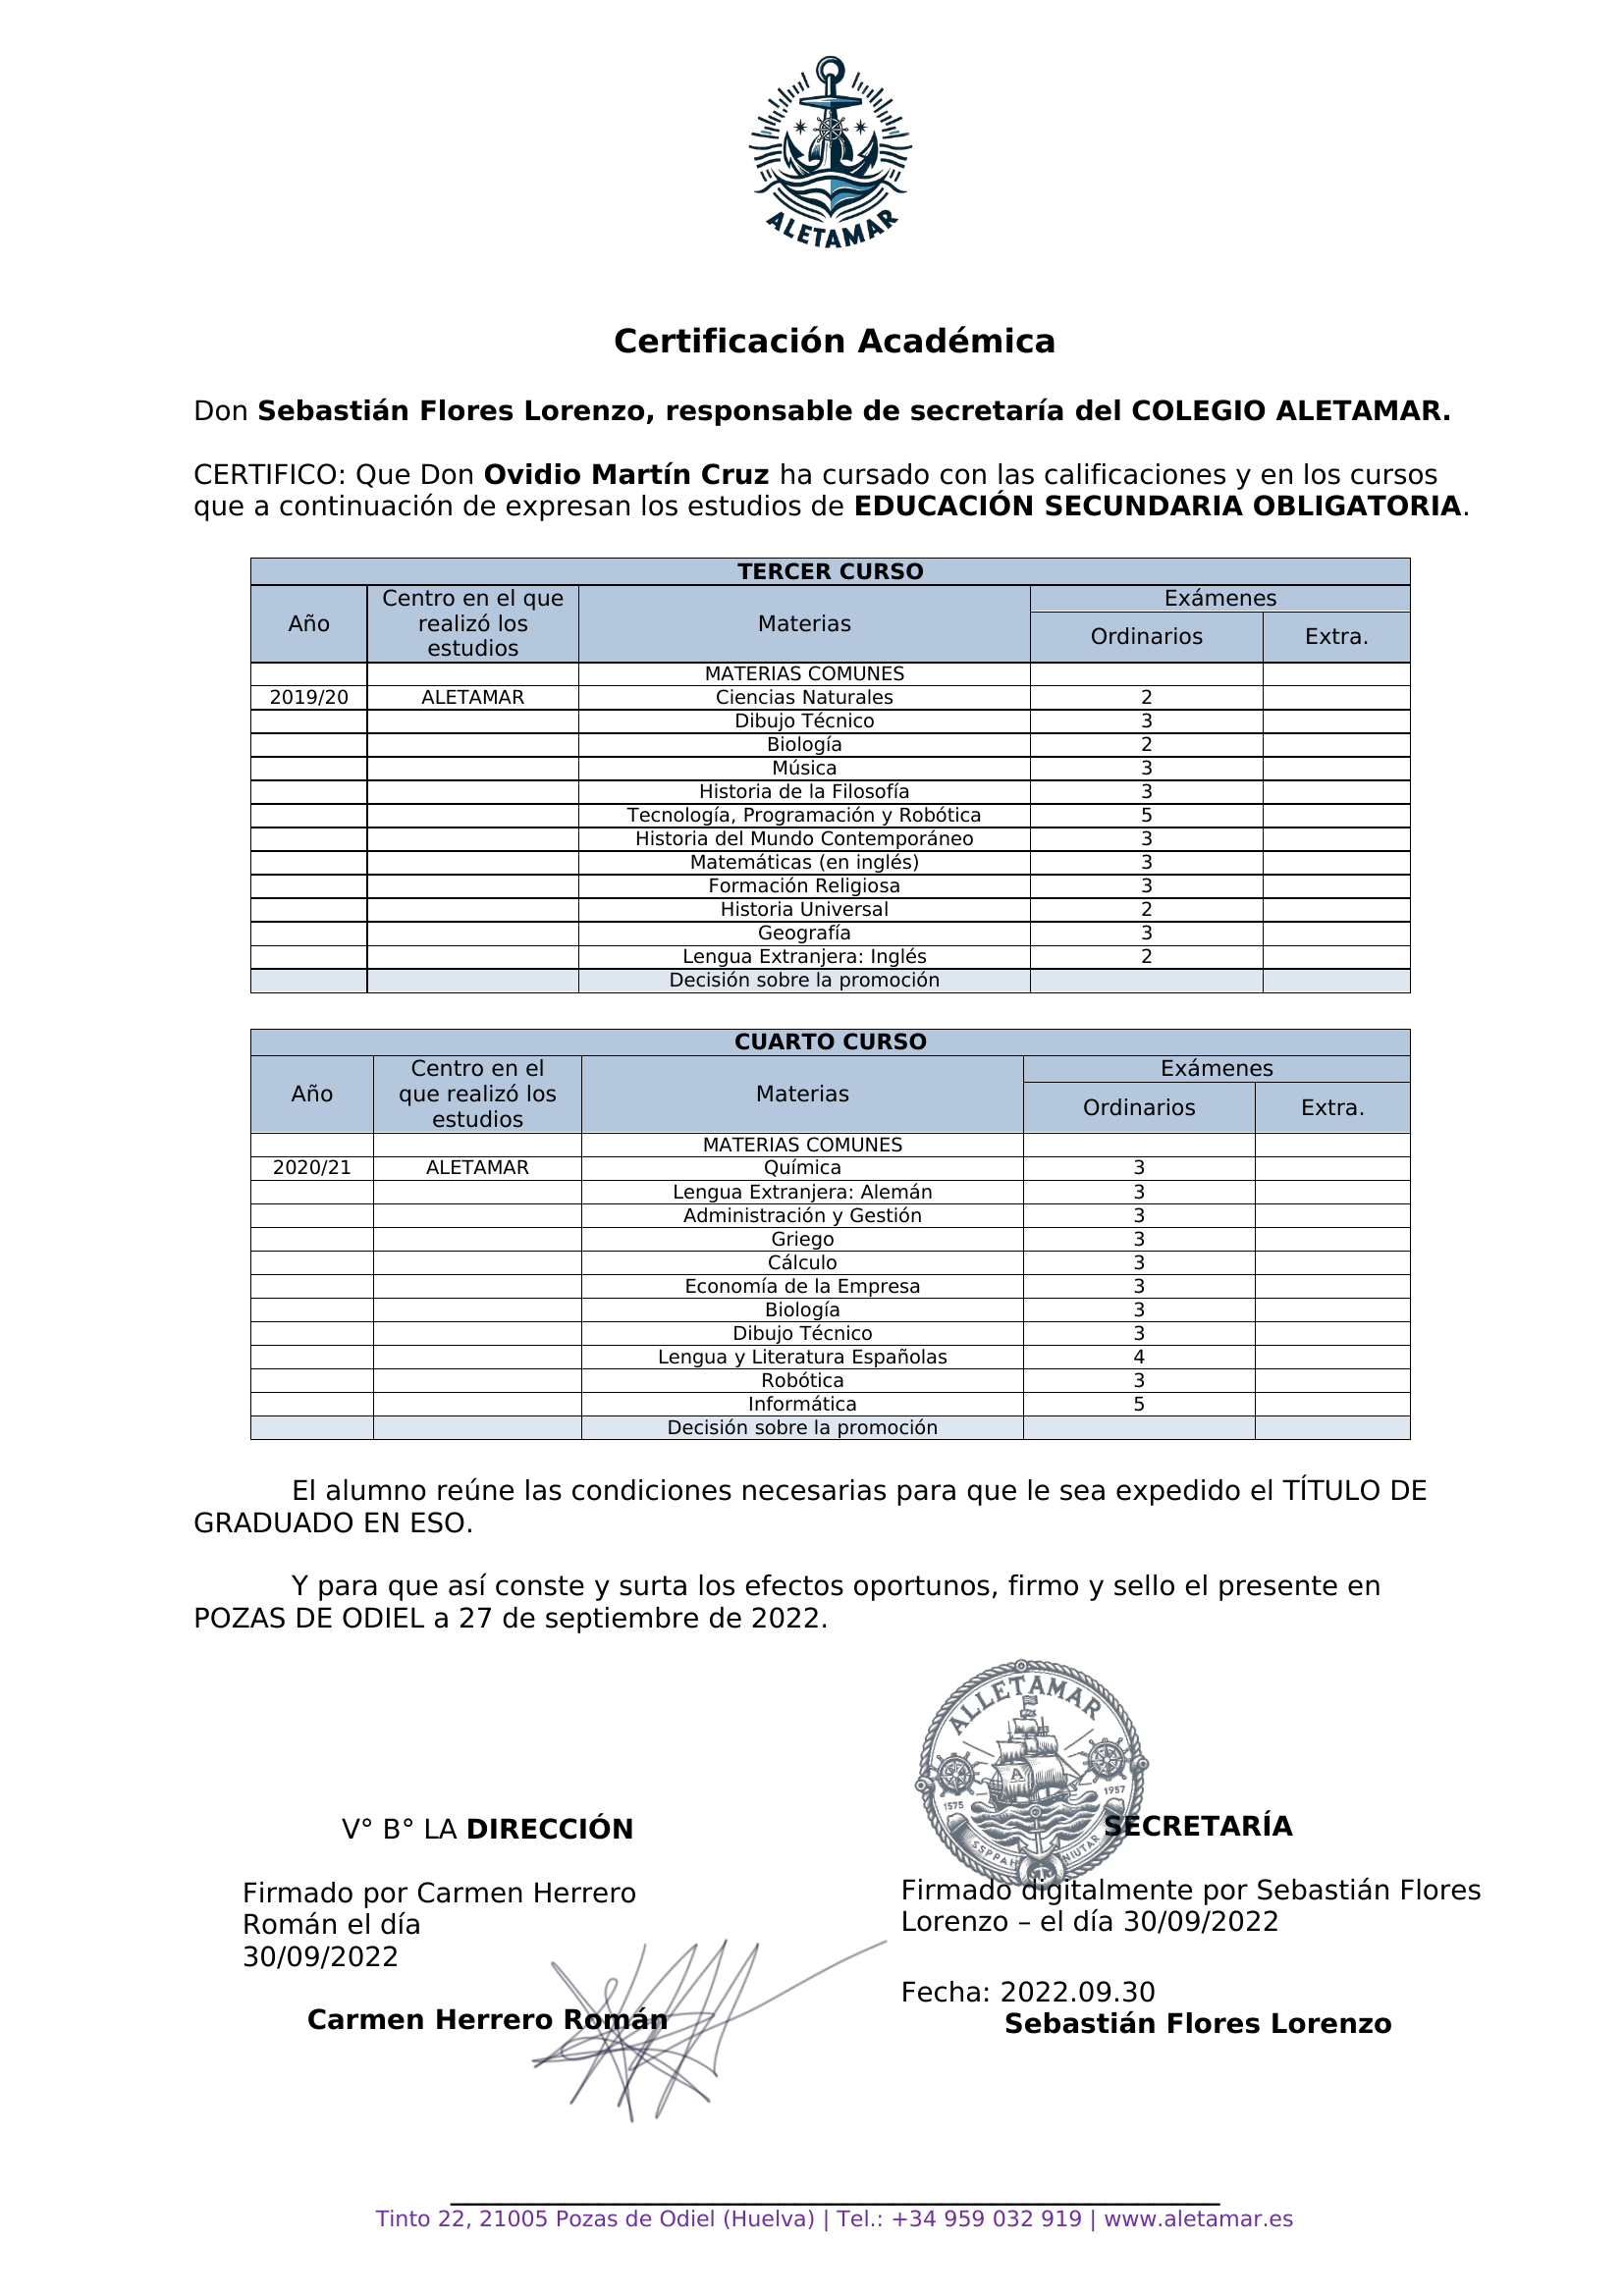 ALETAMAR
Certificación Académica
Don Sebastián Flores Lorenzo, responsable de secretaría del COLEGIO ALETAMAR.
CERTIFICO: Que Don Ovidio Martín Cruz ha cursado con las calificaciones y en los cursos
que a continuación de expresan los estudios de EDUCACIÓN SECUNDARIA OBLIGATORIA.
TERCER CURSO
Año Centro en el que realizó los estudios Materias Exámenes
Ordinarios Extra.
MATERIAS COMUNES
2019/20 ALETAMAR Ciencias Naturales 2
Dibujo Técnico 3
Biología 2
Música 3
Historia de la Filosofía 3
Tecnología, Programación y Robótica 5
Historia del Mundo Contemporáneo 3
Matemáticas (en inglés) 3
Formación Religiosa 3
Historia Universal 2
Geografía 3
Lengua Extranjera: Inglés 2
Decisión sobre la promoción
CUARTO CURSO
Año Centro en el que realizó los estudios Materias Exámenes
Ordinarios Extra.
MATERIAS COMUNES
2020/21 ALETAMAR Química 3
Lengua Extranjera: Alemán 3
Administración y Gestión 3
Griego 3
Cálculo 3
Economía de la Empresa 3
Biología 3
Dibujo Técnico 3
Lengua y Literatura Españolas 4
Robótica 3
Informática 5
Decisión sobre la promoción
El alumno reúne las condiciones necesarias para que le sea expedido el TÍTULO DE
GRADUADO EN ESO.
Y para que así conste y surta los efectos oportunos, firmo y sello el presente en
POZAS DE ODIEL a 27 de septiembre de 2022.
ALLETAMAR
A
1575 1957
SSPPAH NIUTAR
V° B° LA DIRECCIÓN
SECRETARÍA
Firmado por Carmen Herrero
Román el día
30/09/2022
Carmen Herrero Román
Firmado digitalmente por Sebastián Flores
Lorenzo – el día 30/09/2022
Fecha: 2022.09.30
Sebastián Flores Lorenzo
Tinto 22, 21005 Pozas de Odiel (Huelva) | Tel.: +34 959 032 919 | www.aletamar.es